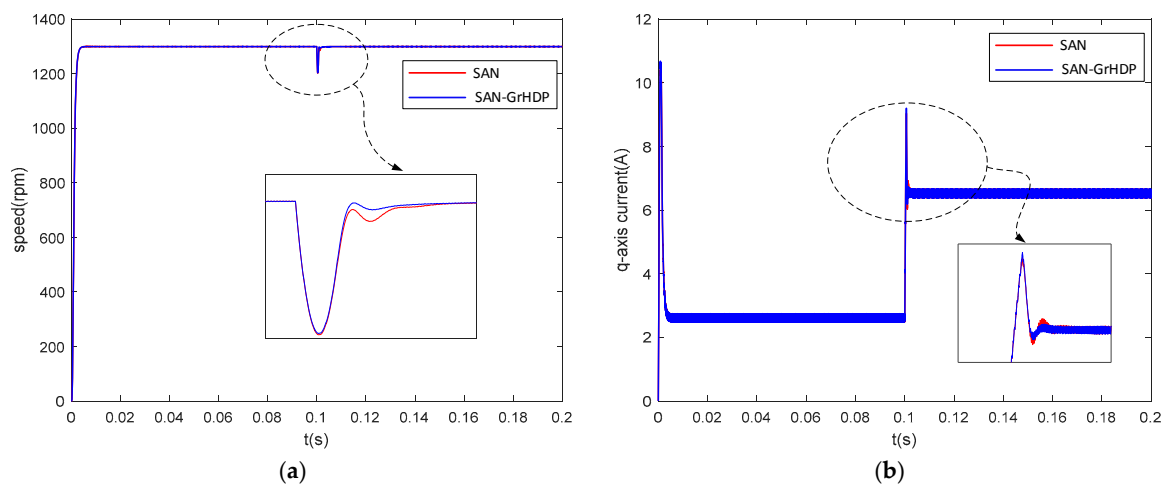 1400
1200
1000
800
600
400
200
0
speed(rpm)
SAN
SAN-GrHDP
0 0.02 0.04 0.06 0.08 0.1 0.12 0.14 0.16 0.18 0.2
t(s)
(a)
12
10
8
6
4
2
0
q-axis current(A)
SAN
SAN-GrHDP
0 0.02 0.04 0.06 0.08 0.1 0.12 0.14 0.16 0.18 0.2
t(s)
(b)